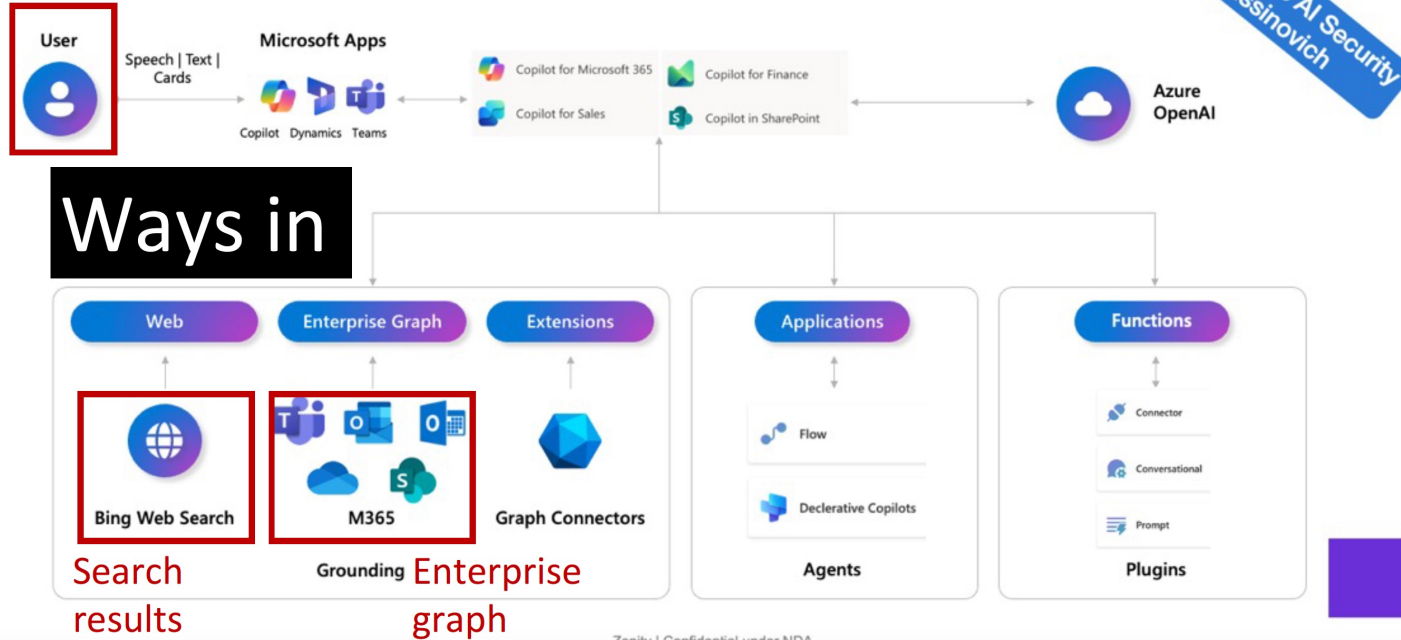 AI Security
User
Microsoft Apps
Speech | Text |
Cards
Copilot Dynamics Teams
Copilot for Microsoft 365
Copilot for Finance
Copilot for Sales
Copilot in SharePoint
Azure
OpenAI
Ways in
Web
Enterprise Graph
Extensions
Applications
Functions
Bing Web Search
M365
Graph Connectors
Flow
Declerative Copilots
Connector
Conversational
Prompt
Grounding
Agents
Plugins
Search
results
Enterprise
graph